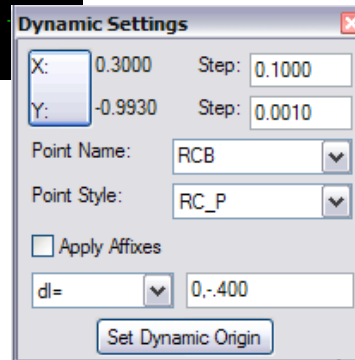 Dynamic Settings
X: 0.3000 Step: 0.1000
Y: -0.9930 Step: 0.0010
Point Name: RCB
Point Style: RC_P
Apply Affixes
dl= 0,-.400
Set Dynamic Origin